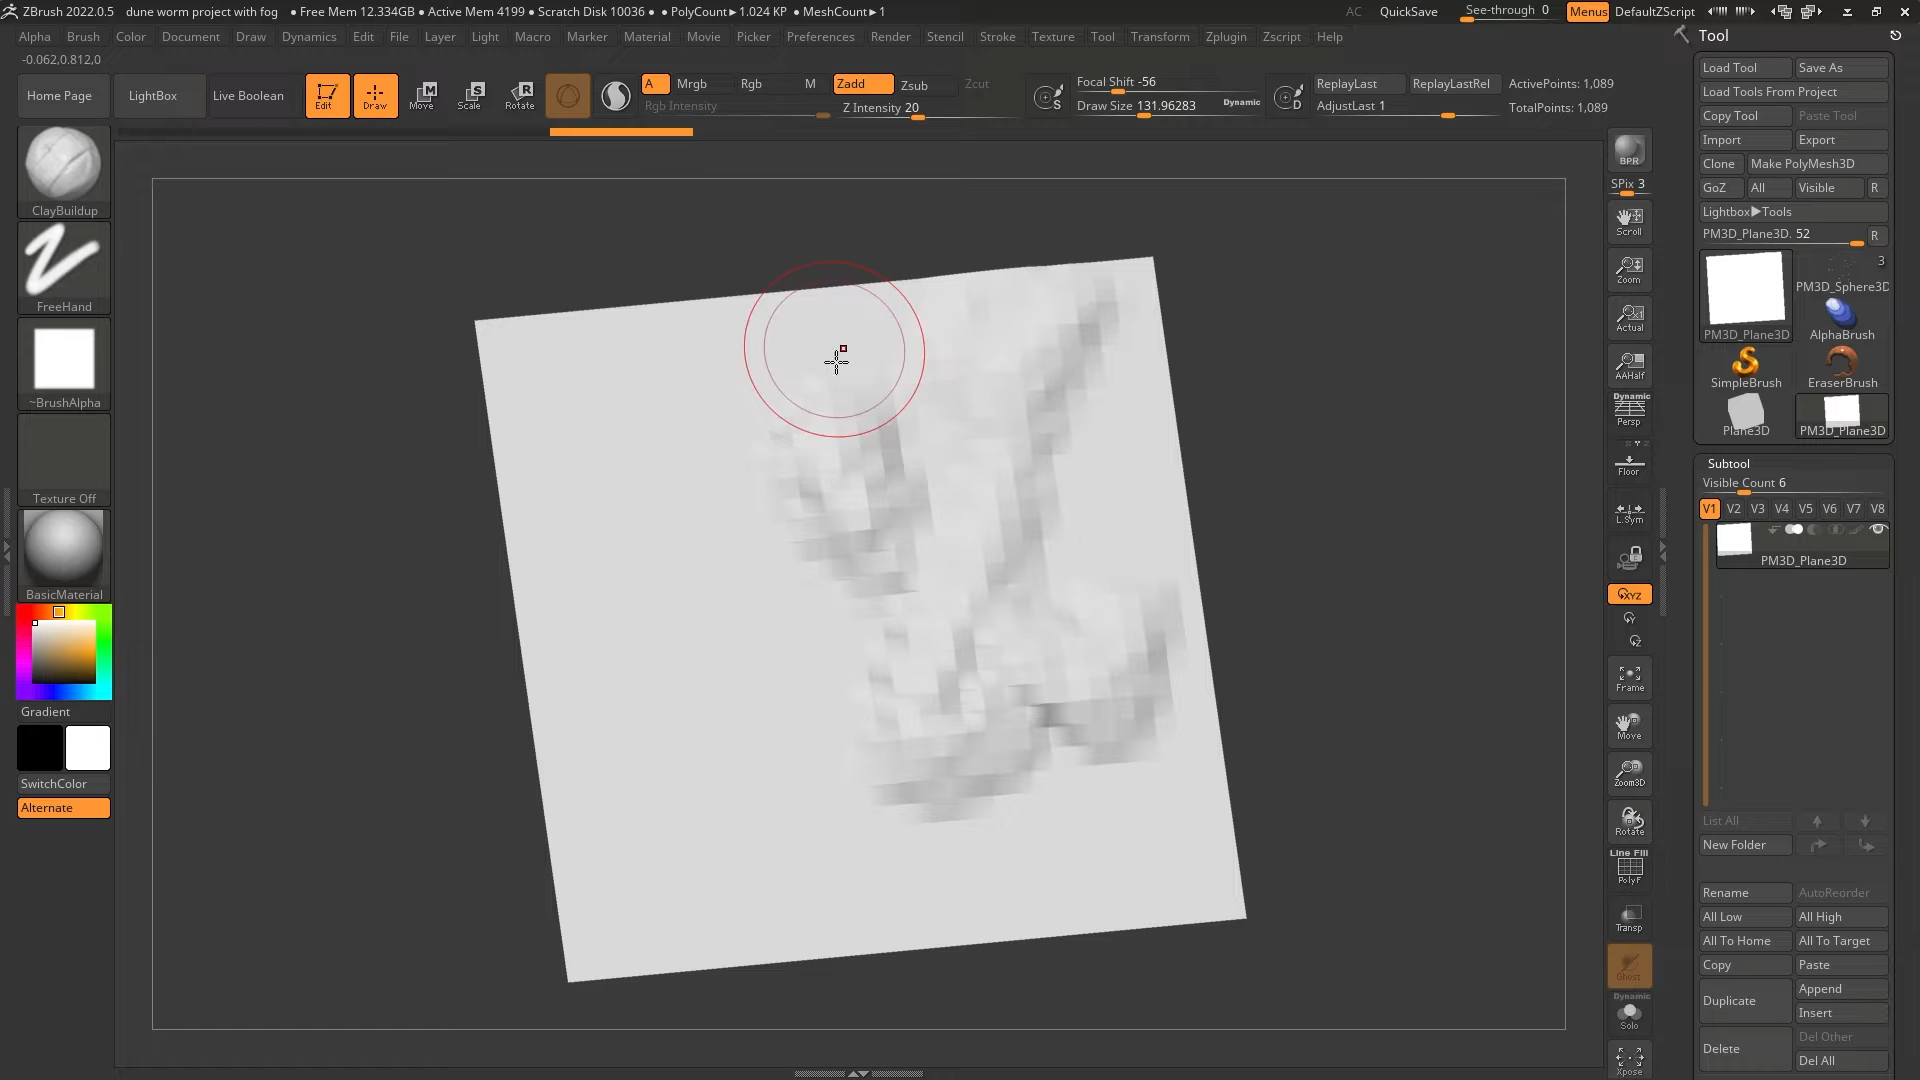 ZBrush 2022.0.5 dune worm project with fog • Free Mem 12.334GB • Active Mem 4199 • Scratch Disk 10036 • • PolyCount►1.024 KP • MeshCount►1 AC QuickSave See-through 0 Menus DefaultZScript
Alpha Brush Color Document Draw Dynamics Edit File Layer Light Macro Marker Material Movie Picker Preferences Render Stencil Stroke Texture Tool Transform Zplugin Zscript Help
-0.062,0.812,0
Home Page LightBox Live Boolean Edit Draw Move Scale Rotate
A Mrgb Rgb M Zadd Zsub Zcut
Rgb Intensity Z Intensity 20
Focal Shift -56
Draw Size 131.96283 Dynamic
ReplayLast ReplayLastRel ActivePoints: 1,089
AdjustLast 1 TotalPoints: 1,089
ClayBuildup
FreeHand
~BrushAlpha
Texture Off
BasicMaterial
Gradient
SwitchColor
Alternate
BPR
SPix 3
Scroll
Zoom
Actual
AAHalf
Dynamic
Persp
Floor
L.Sym
XYZ
Y
Z
Frame
Move
Zoom3D
Rotate
Line Fill
PolyF
Transp
Ghost
Dynamic
Solo
Xpose
Tool
Load Tool Save As
Load Tools From Project
Copy Tool Paste Tool
Import Export
Clone Make PolyMesh3D
GoZ All Visible R
Lightbox►Tools
PM3D_Plane3D. 52 R
3
PM3D_Sphere3D
PM3D_Plane3D AlphaBrush
SimpleBrush EraserBrush
Plane3D PM3D_Plane3D
Subtool
Visible Count 6
V1 V2 V3 V4 V5 V6 V7 V8
PM3D_Plane3D
List All
New Folder
Rename AutoReorder
All Low All High
All To Home All To Target
Copy Paste
Duplicate Append
Insert
Delete Del Other
Del All